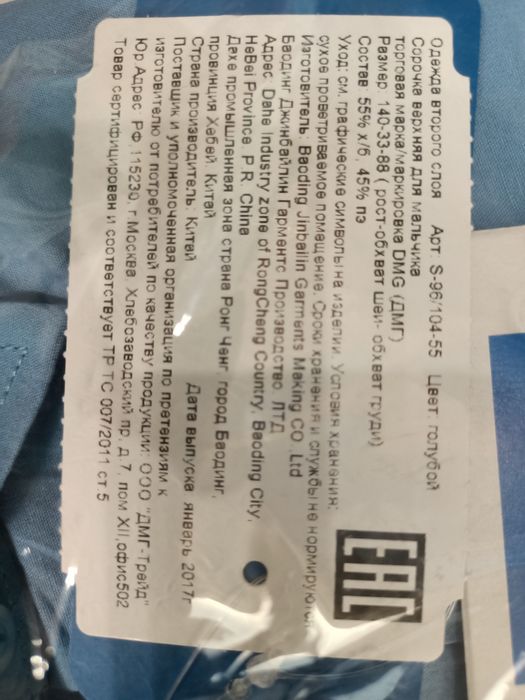 Одежда второго слоя Арт. S-96/104-55 Цвет: голубой
Сорочка верхняя для мальчика
торговая марка/маркировка DMG (ДМГ)
Размер: 140-33-88 ( рост-обхват шеи- обхват груди)
Состав: 55% х/б, 45% пэ
Уход: см. графические символы на изделии. Условия хранения:
сухое проветриваемое помещение. Сроки хранения и службы не нормируются
Изготовитель: Baoding Jinbailin Garments Making CO .,Ltd
Баодинг Джинбайлин Гарментс Производство ЛТД
Адрес: Dahe Industry zone of RongCheng Country, Baoding City,
HeBei Province, P.R. China
Дахе промышленная зона страна Ронг Ченг, город Баодинг,
провинция Хебей, Китай
Страна производитель: Китай Дата выпуска январь 2017г
Поставщик и уполномоченная организация по претензиям к
изготовителю от потребителей по качеству продукции: ООО "ДМГ-Трейд"
Юр.Адрес: РФ,115230, г.Москва, Хлебозаводский пр, д.7, пом XII,офис502
Товар сертифицирован и соответствует ТР ТС 007/2011 ст.5
EAC